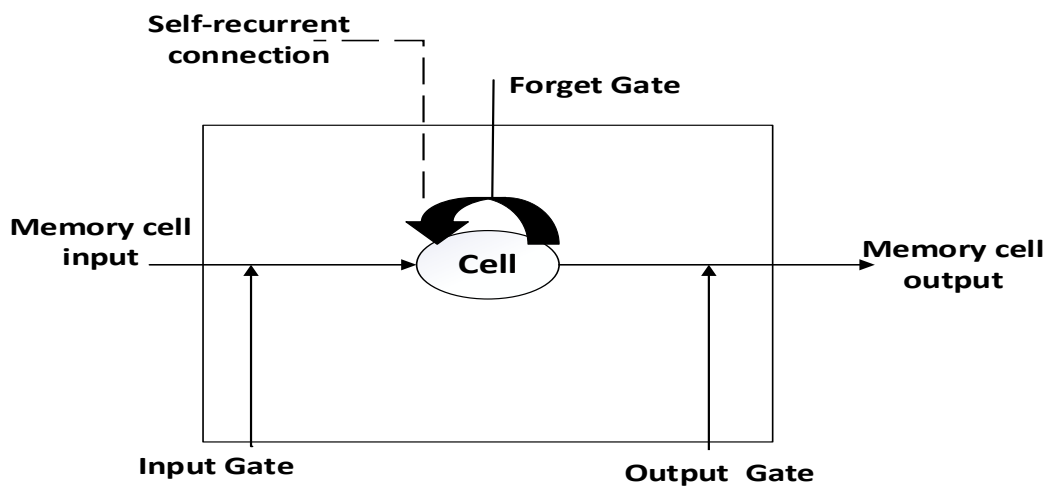 Self-recurrent
connection
Forget Gate
Memory cell
input
Cell
Memory cell
output
Input Gate
Output  Gate